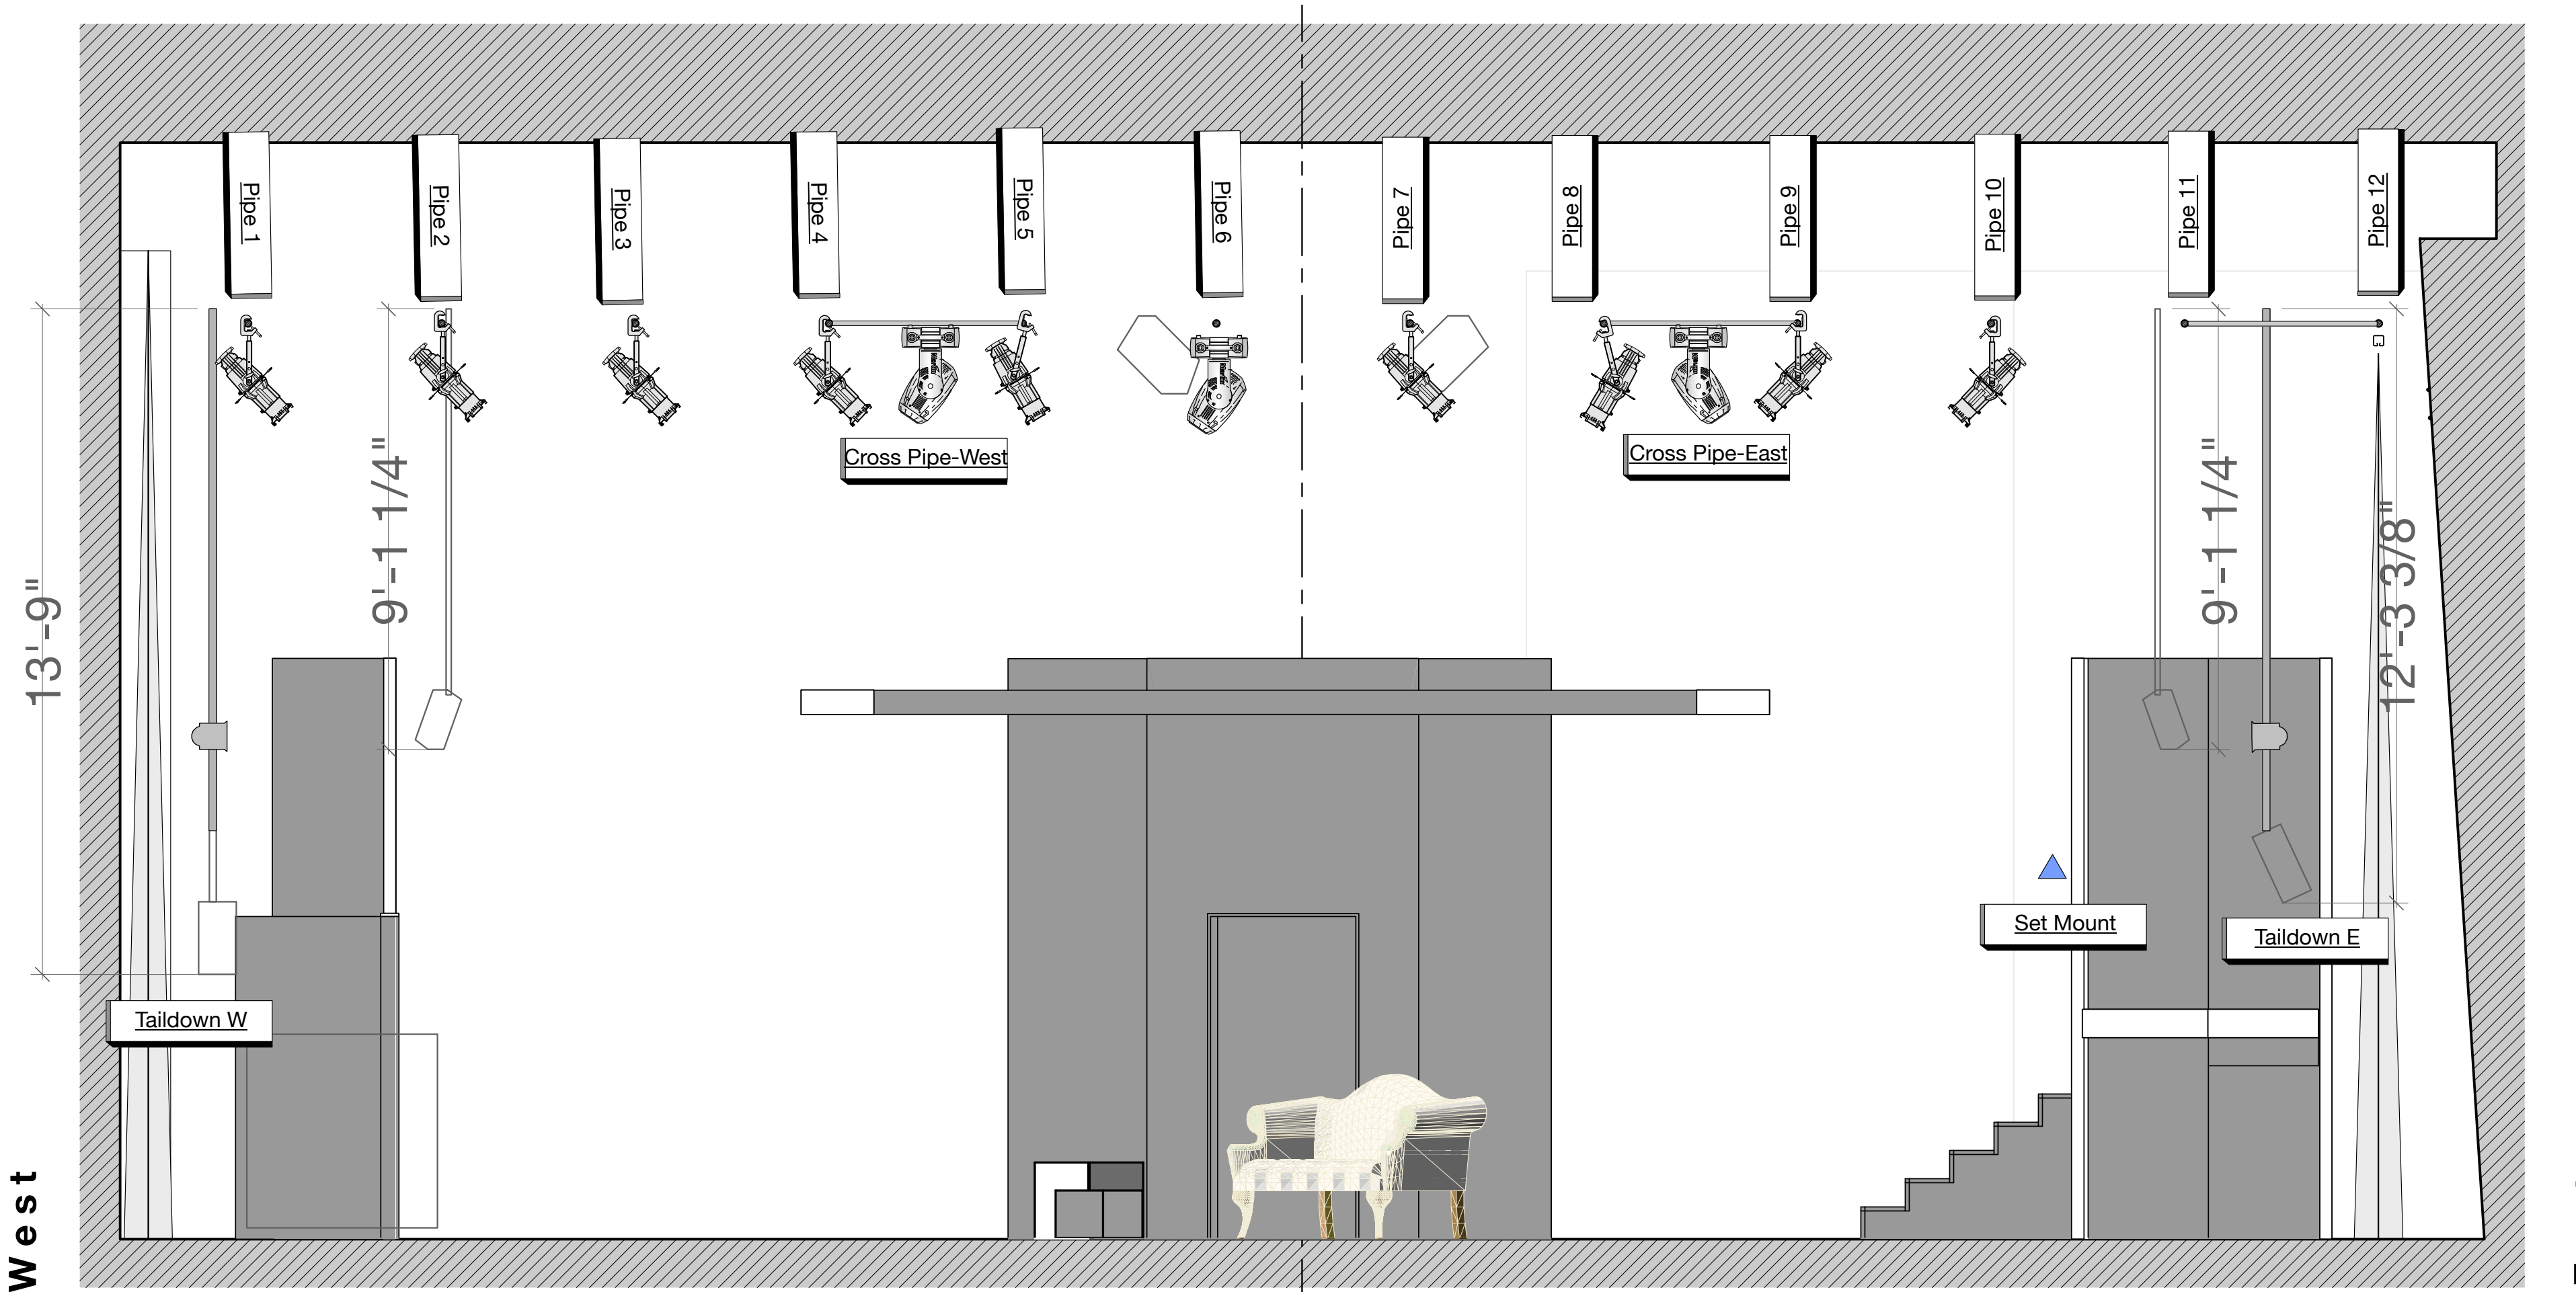 Pipe 1
Pipe 2
Pipe 3
Pipe 4
Pipe 5
Pipe 6
Pipe 7
Pipe 8
Pipe 9
Pipe 10
Pipe 11
Pipe 12
Cross Pipe-West
Cross Pipe-East
13'-9"
9'-1 1/4"
9'-1 1/4"
12'-3 3/8"
Set Mount
Taildown E
Taildown W
West